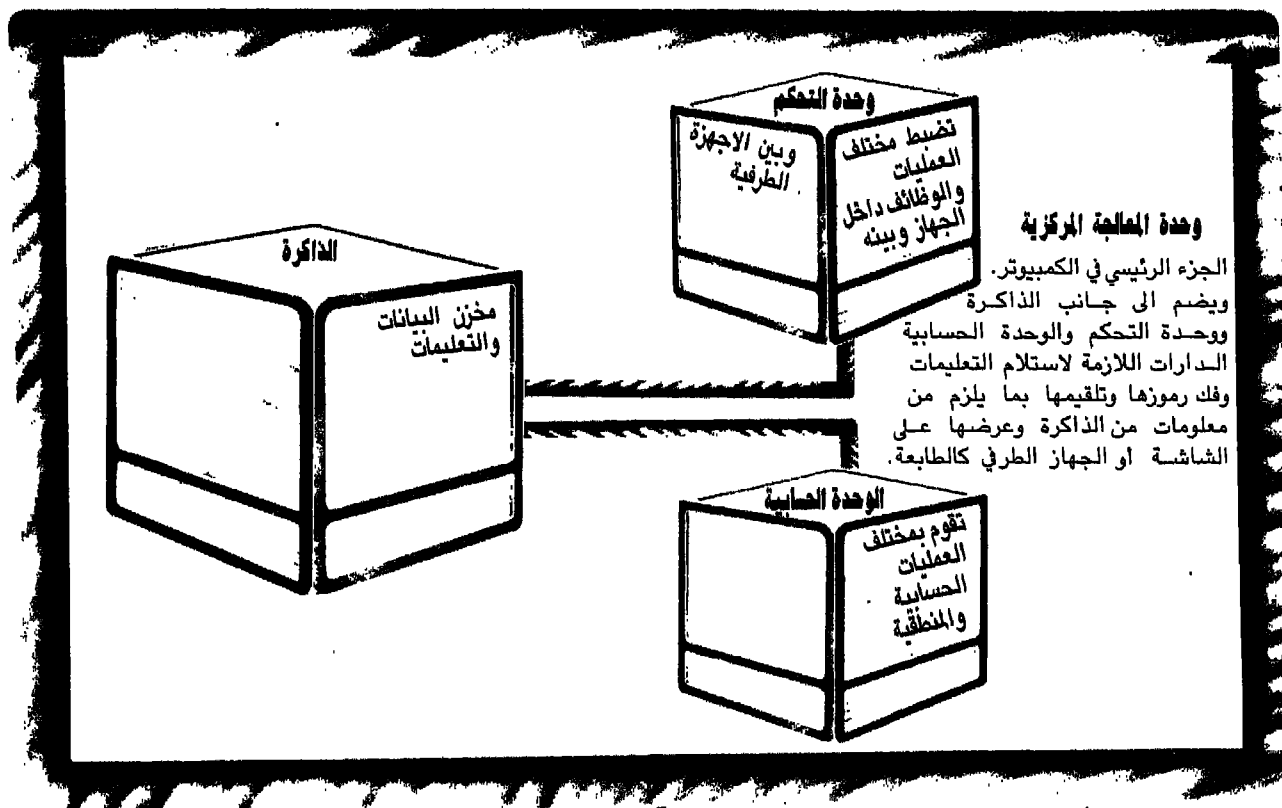 وحدة التحكم
تضبط مختلف
العمليات
والوظائف داخل
الجهاز وبينه
وبين الاجهزة
الطرفية
وحدة المعالجة المركزية
الجزء الرئيسي في الكمبيوتر.
ويضم الى جانب الذاكرة
ووحدة التحكم والوحدة الحسابية
الدارات اللازمة لاستلام التعليمات
وفك رموزها وتلقيمها بما يلزم من
معلومات من الذاكرة وعرضها على
الشاشة أو الجهاز الطرفي كالطابعة.
الذاكرة
مخزن البيانات
والتعليمات
الوحدة الحسابية
تقوم بمختلف
العمليات
الحسابية
والمنطقية